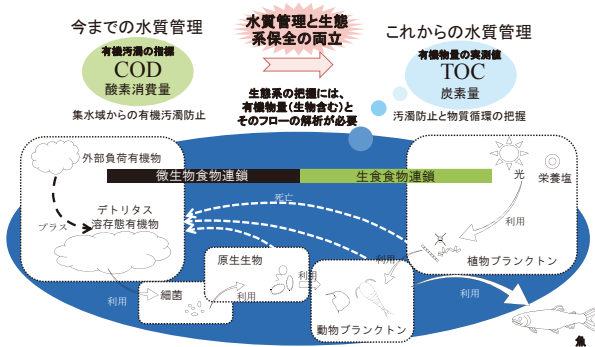 今までの水質管理
有機汚濁の指標
COD
酸素消費量
集水域からの有機汚濁防止
水質管理と生態
系保全の両立
生態系の把握には、
有機物量(生物含む)と
そのフローの解析が必要
これからの水質管理
有機物量の実測値
TOC
炭素量
汚濁防止と物質循環の把握
外部負荷有機物
微生物食物連鎖
生食食物連鎖
光
栄養塩
プラス
デトリタス
溶存態有機物
死亡
利用
植物プランクトン
原生生物
利用
利用
細菌
利用
利用
動物プランクトン
利用
魚